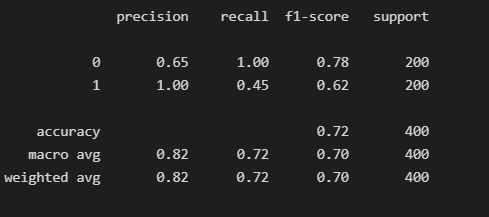 precision recall f1-score support
0 0.65 1.00 0.78 200
1 1.00 0.45 0.62 200
accuracy 0.72 400
macro avg 0.82 0.72 0.70 400
weighted avg 0.82 0.72 0.70 400